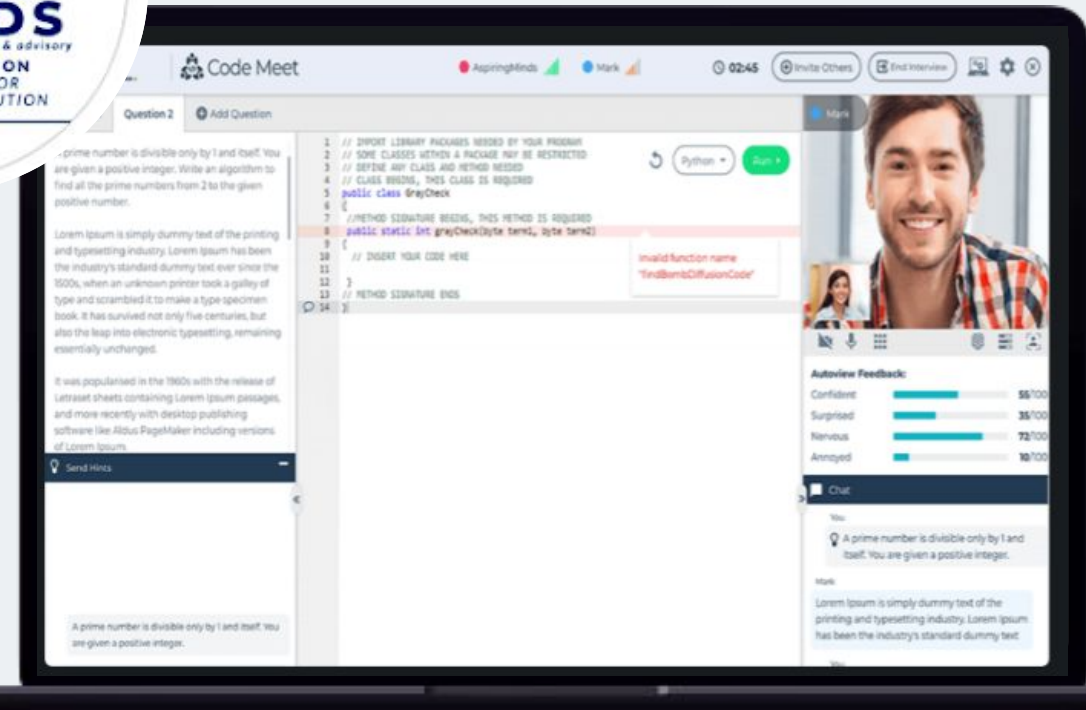 DS
& advisory
ON
OR
UTION
Code Meet
AspiringMinds
Mark
02:45
Invite Others
End Interview
Question 2
Add Question
prime number is divisible only by 1 and itself. You
are given a positive integer. Write an algorithm to
find all the prime numbers from 2 to the given
positive number.
Lorem Ipsum is simply dummy text of the printing
and typesetting industry. Lorem Ipsum has been
the industry's standard dummy text ever since the
1500s, when an unknown printer took a galley of
type and scrambled it to make a type specimen
book. It has survived not only five centuries, but
also the leap into electronic typesetting, remaining
essentially unchanged.
It was popularised in the 1960s with the release of
Letraset sheets containing Lorem Ipsum passages,
and more recently with desktop publishing
software like Aldus PageMaker including versions
of Lorem Ipsum.
Send Hints
A prime number is divisible only by 1 and itself. You
are given a positive integer.
1 // IMPORT LIBRARY PACKAGES NEEDED BY YOUR PROGRAM
2 // SOME CLASSES WITHIN A PACKAGE MAY BE RESTRICTED
3 // DEFINE ANY CLASS AND METHOD NEEDED
4 // CLASS BEGINS, THIS CLASS IS REQUIRED
5 public class GrayCheck
6 {
7 //METHOD SIGNATURE BEGINS, THIS METHOD IS REQUIRED
8 public static int grayCheck(byte term1, byte term2)
9 {
10 // INSERT YOUR CODE HERE
11
12 }
13 // METHOD SIGNATURE ENDS
14 }
Python
Run
Invalid function name
"findBombDiffusionCode"
Mark
Autoview Feedback:
Confident 55/100
Surprised 35/100
Nervous 72/100
Annoyed 10/100
Chat
You
A prime number is divisible only by 1 and
itself. You are given a positive integer.
Mark
Lorem Ipsum is simply dummy text of the
printing and typesetting industry. Lorem Ipsum
has been the industry's standard dummy text
You